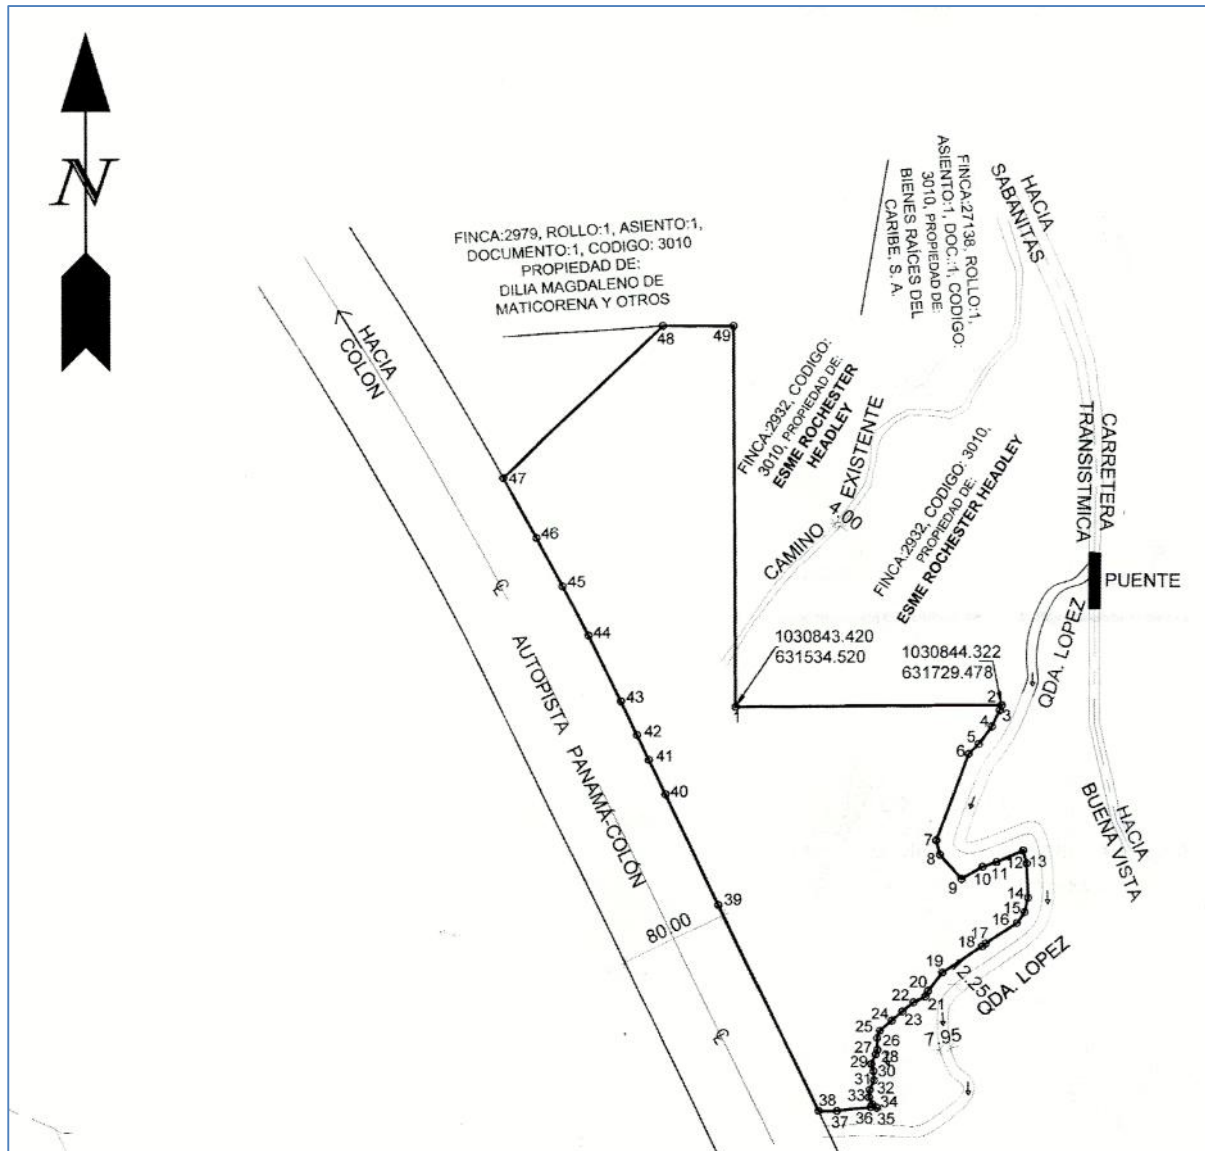 N
FINCA:2979, ROLLO:1, ASIENTO:1,
DOCUMENTO:1, CODIGO: 3010
PROPIEDAD DE:
DILIA MAGDALENO DE
MATICORENA Y OTROS
FINCA:27138, ROLLO:1,
ASIENTO:1, DOC.:1, CODIGO:
3010, PROPIEDAD DE:
BIENES RAÍCES DEL
CARIBE, S. A.
HACIA
SABANITAS
HACIA
COLON
48
49
FINCA:2932, CODIGO:
3010, PROPIEDAD DE:
ESME ROCHESTER
HEADLEY
CAMINO 4.00 EXISTENTE
FINCA:2932, CODIGO: 3010,
PROPIEDAD DE:
ESME ROCHESTER HEADLEY
CARRETERA
TRANSISTMICA
PUENTE
QDA. LOPEZ
47
46
45
44
43
42
41
40
39
CL
AUTOPISTA PANAMÁ-COLÓN
80.00
CL
1030843.420
631534.520
1030844.322
631729.478
1
2
3
4
5
6
7
8
9
10
11
12
13
14
15
16
17
18
19
20
21
22
23
24
25
26
27
28
29
30
31
32
33
34
35
36
37
38
2.25
QDA. LOPEZ
7.95
HACIA
BUENA VISTA